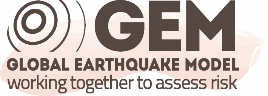 GEM
GLOBAL EARTHQUAKE MODEL
working together to assess risk